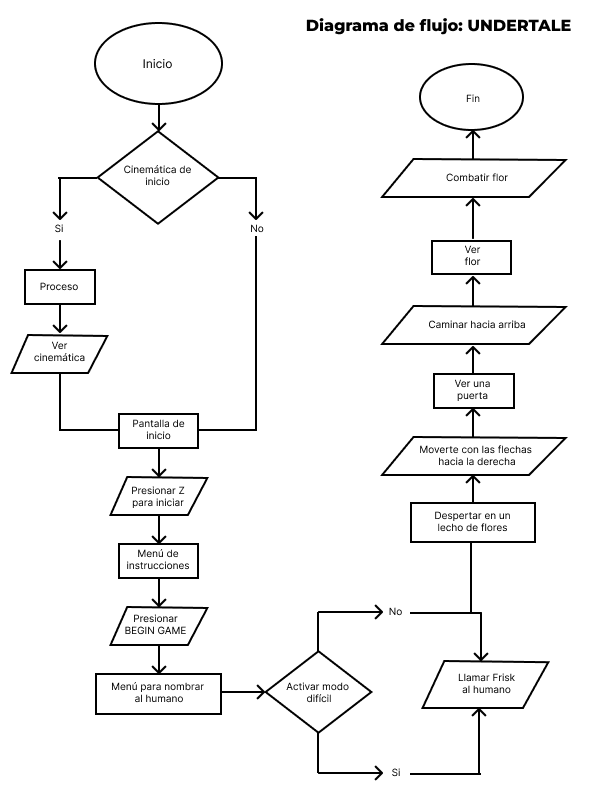 Diagrama de flujo: UNDERTALE
Inicio
Cinemática de
inicio
Si
No
Proceso
Ver
cinemática
Pantalla de
inicio
Presionar Z
para iniciar
Menú de
instrucciones
Presionar
BEGIN GAME
Menú para nombrar
al humano
Activar modo
difícil
No
Si
Llamar Frisk
al humano
Despertar en un
lecho de flores
Moverte con las flechas
hacia la derecha
Ver una
puerta
Caminar hacia arriba
Ver
flor
Combatir flor
Fin